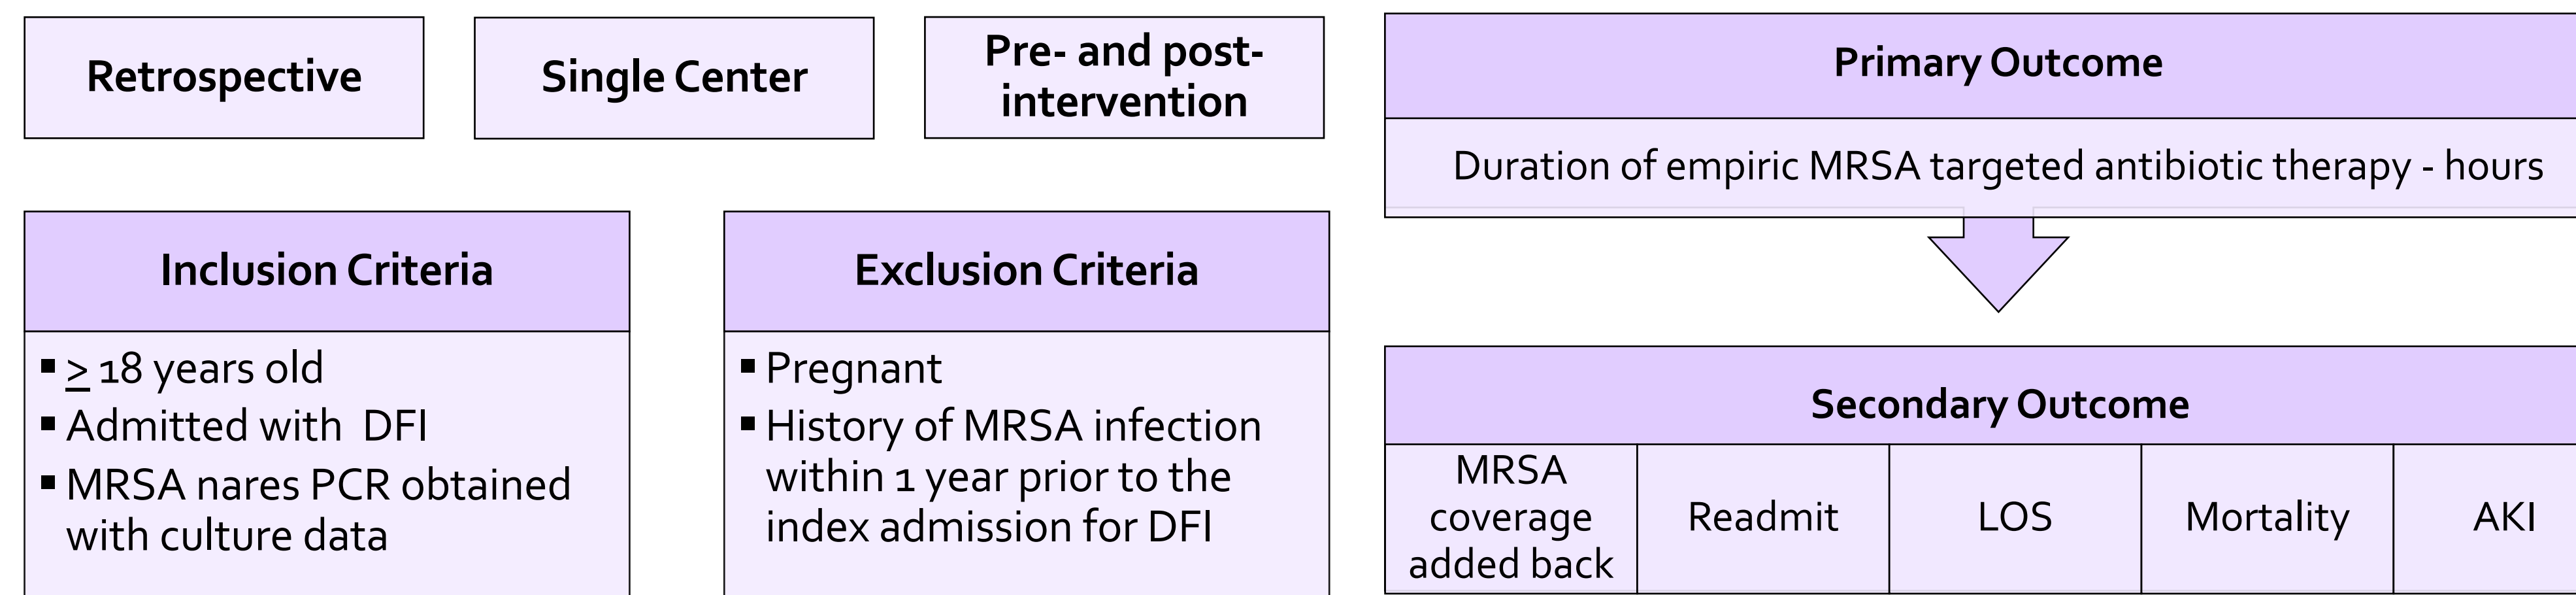 Retrospective
Single Center
Pre- and post-
intervention
Inclusion Criteria
▪ ≥ 18 years old
▪ Admitted with  DFI
▪ MRSA nares PCR obtained
with culture data
Exclusion Criteria
▪ Pregnant
▪ History of MRSA infection
within 1 year prior to the
index admission for DFI
Primary Outcome
Duration of empiric MRSA targeted antibiotic therapy - hours
Secondary Outcome
MRSA
coverage
added back
Readmit
LOS
Mortality
AKI